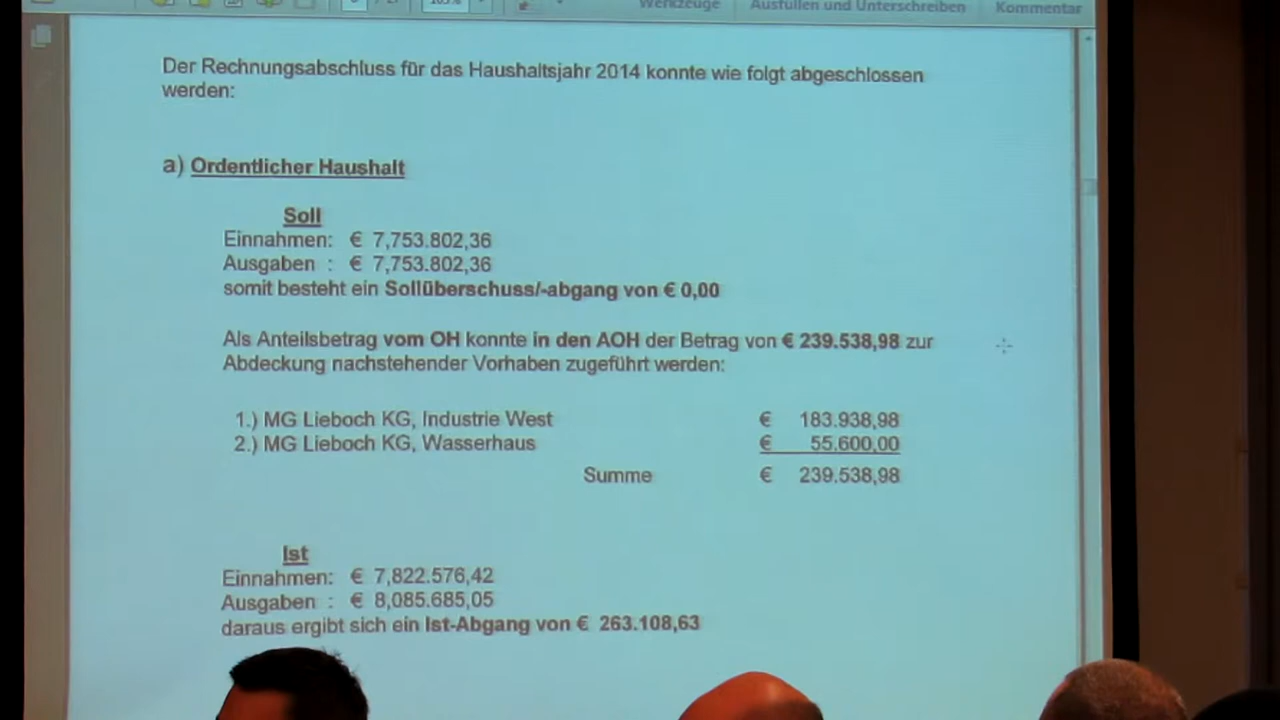 Werkzeuge Ausfüllen und Unterschreiben Kommentar
Der Rechnungsabschluss für das Haushaltsjahr 2014 konnte wie folgt abgeschlossen
werden:
a) Ordentlicher Haushalt
Soll
Einnahmen: € 7,753.802,36
Ausgaben : € 7,753.802,36
somit besteht ein Sollüberschuss/-abgang von € 0,00
Als Anteilsbetrag vom OH konnte in den AOH der Betrag von € 239.538,98 zur
Abdeckung nachstehender Vorhaben zugeführt werden:
1.) MG Lieboch KG, Industrie West € 183.938,98
2.) MG Lieboch KG, Wasserhaus € 55.600,00
Summe € 239.538,98
Ist
Einnahmen: € 7,822.576,42
Ausgaben : € 8,085.685,05
daraus ergibt sich ein Ist-Abgang von € 263.108,63